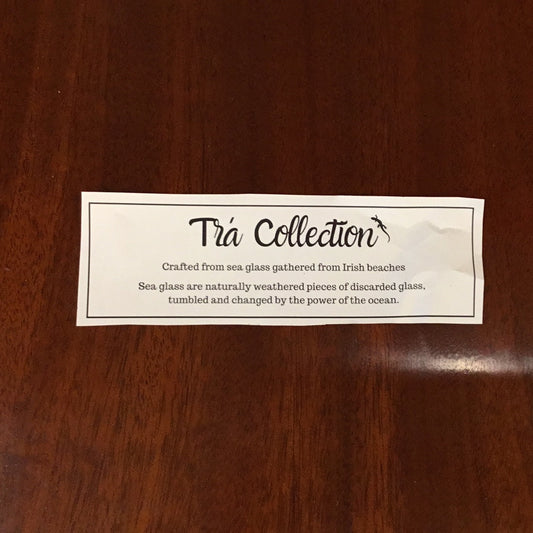 Trá Collection
Crafted from sea glass gathered from Irish beaches
Sea glass are naturally weathered pieces of discarded glass,
tumbled and changed by the power of the ocean.